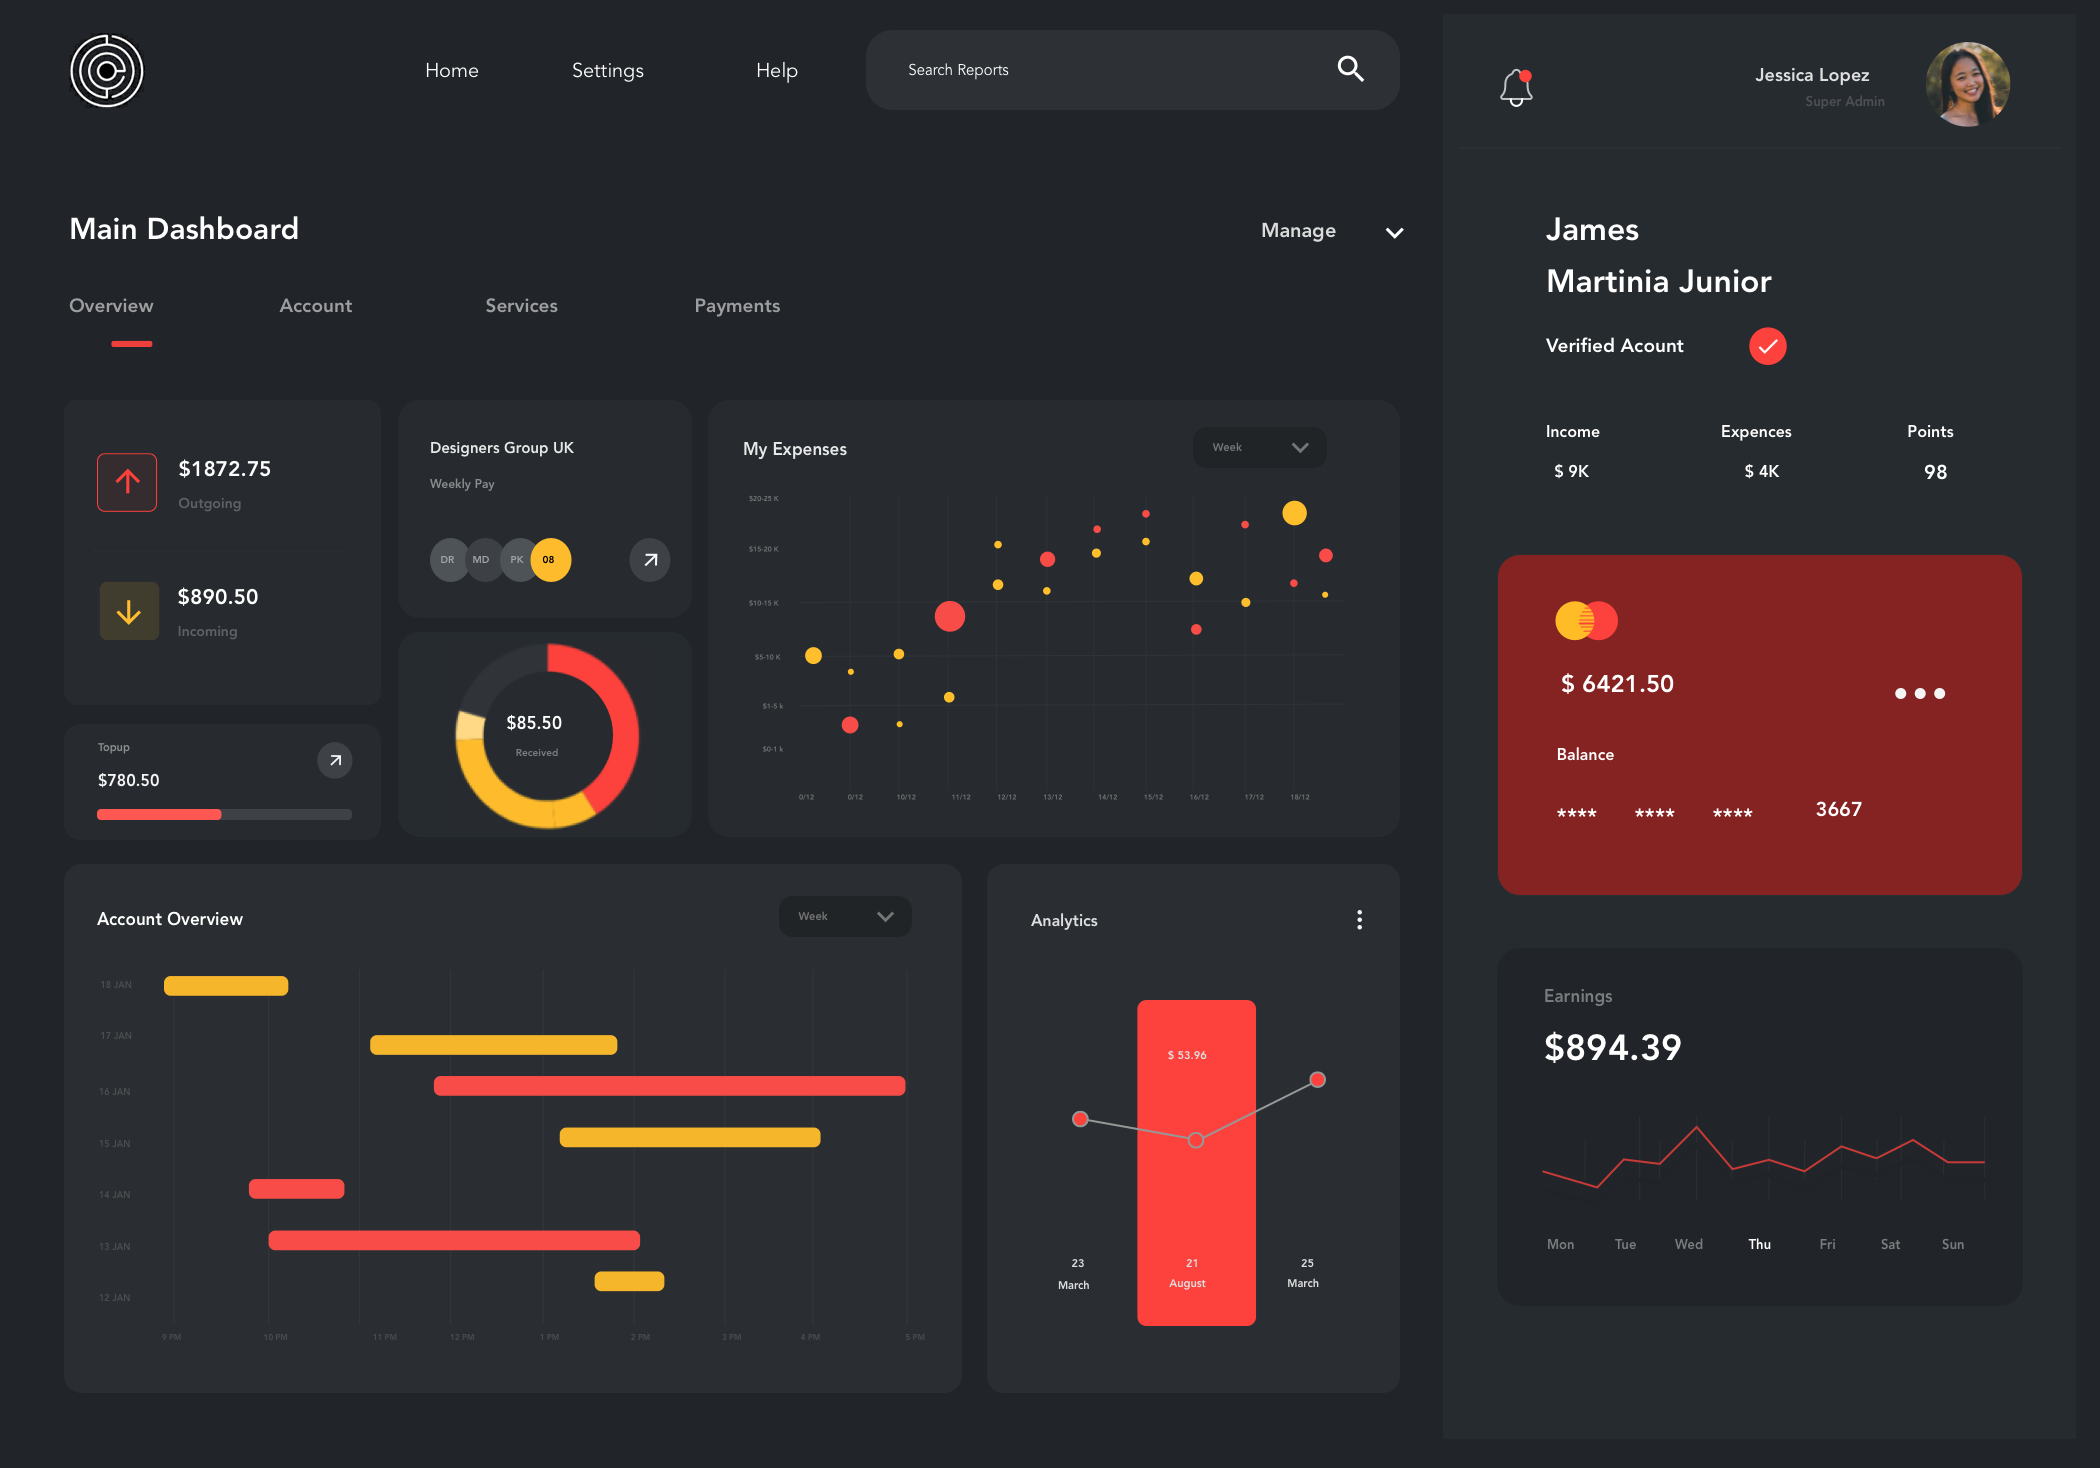 Home
Settings
Help
Search Reports
Jessica Lopez
Super Admin
Main Dashboard
Manage
Overview
Account
Services
Payments
$1872.75
Outgoing
$890.50
Incoming
Topup
$780.50
Designers Group UK
Weekly Pay
DR
MD
PK
08
$85.50
Received
My Expenses
Week
$20-25 K
$15-20 K
$10-15 K
$5-10 K
$1-5 k
$0-1 k
0/12
0/12
10/12
11/12
12/12
13/12
14/12
15/12
16/12
17/12
18/12
Account Overview
Week
18 JAN
17 JAN
16 JAN
15 JAN
14 JAN
13 JAN
12 JAN
9 PM
10 PM
11 PM
12 PM
1 PM
2 PM
3 PM
4 PM
5 PM
Analytics
$ 53.96
23
March
21
August
25
March
James
Martinia Junior
Verified Acount
Income
Expences
Points
$ 9K
$ 4K
98
$ 6421.50
Balance
**** **** **** 3667
Earnings
$894.39
Mon
Tue
Wed
Thu
Fri
Sat
Sun